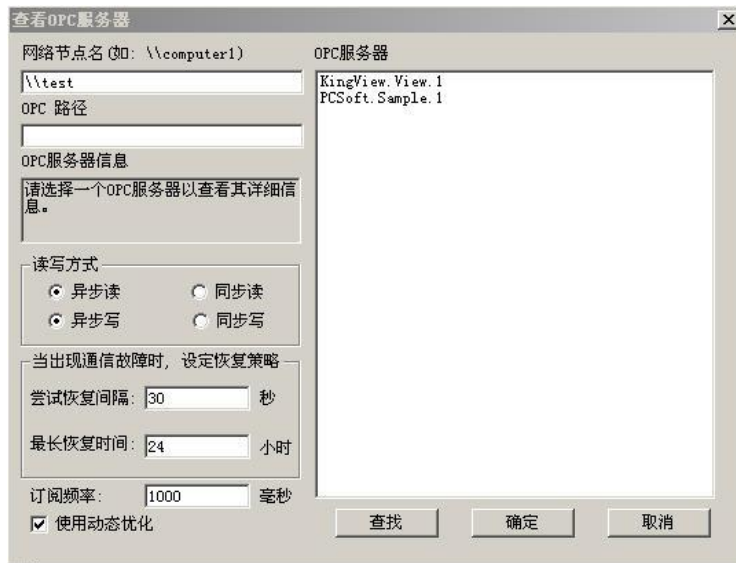 查看OPC服务器
网络节点名(如: \\computer1)
\\test
OPC 路径
OPC服务器信息
请选择一个OPC服务器以查看其详细信
息。
读写方式
异步读 同步读
异步写 同步写
当出现通信故障时, 设定恢复策略
尝试恢复间隔: 30 秒
最长恢复时间: 24 小时
订阅频率: 1000 毫秒
使用动态优化
OPC服务器
KingView.View.1
PCSoft.Sample.1
查找 确定 取消